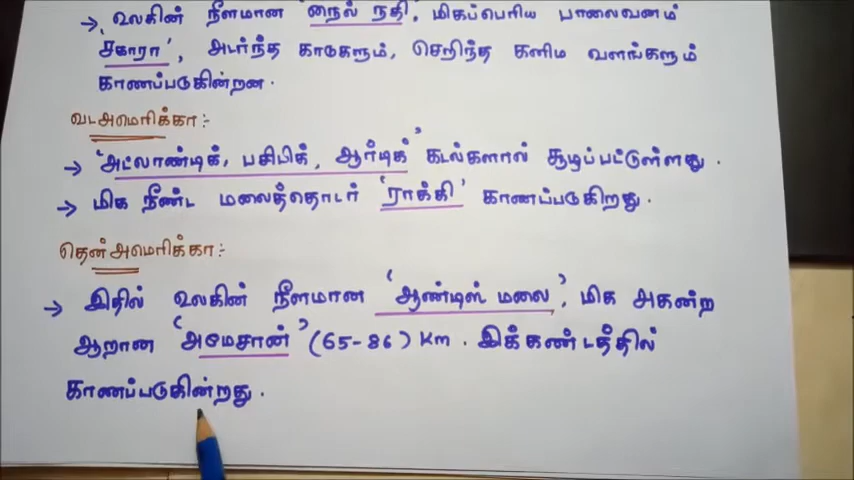 → உலகின் நீளமான 'நைல் நதி', மிகப்பெரிய பாலைவனம்
'சகாரா', அடர்ந்த காடுகளும், செறிந்த கனிம வளங்களும்
காணப்படுகின்றன.
வடஅமெரிக்கா:-
→ 'அட்லாண்டிக், பசிபிக், ஆர்டிக்' கடல்களால் சூழப்பட்டுள்ளது.
→ மிக நீண்ட மலைத்தொடர் 'ராக்கி' காணப்படுகிறது.
தென்அமெரிக்கா:-
→ இதில் உலகின் நீளமான 'ஆண்டிஸ் மலை', மிக அகன்ற
ஆறான 'அமேசான்' (65-86) Km. இக்கண்டத்தில்
காணப்படுகின்றது.